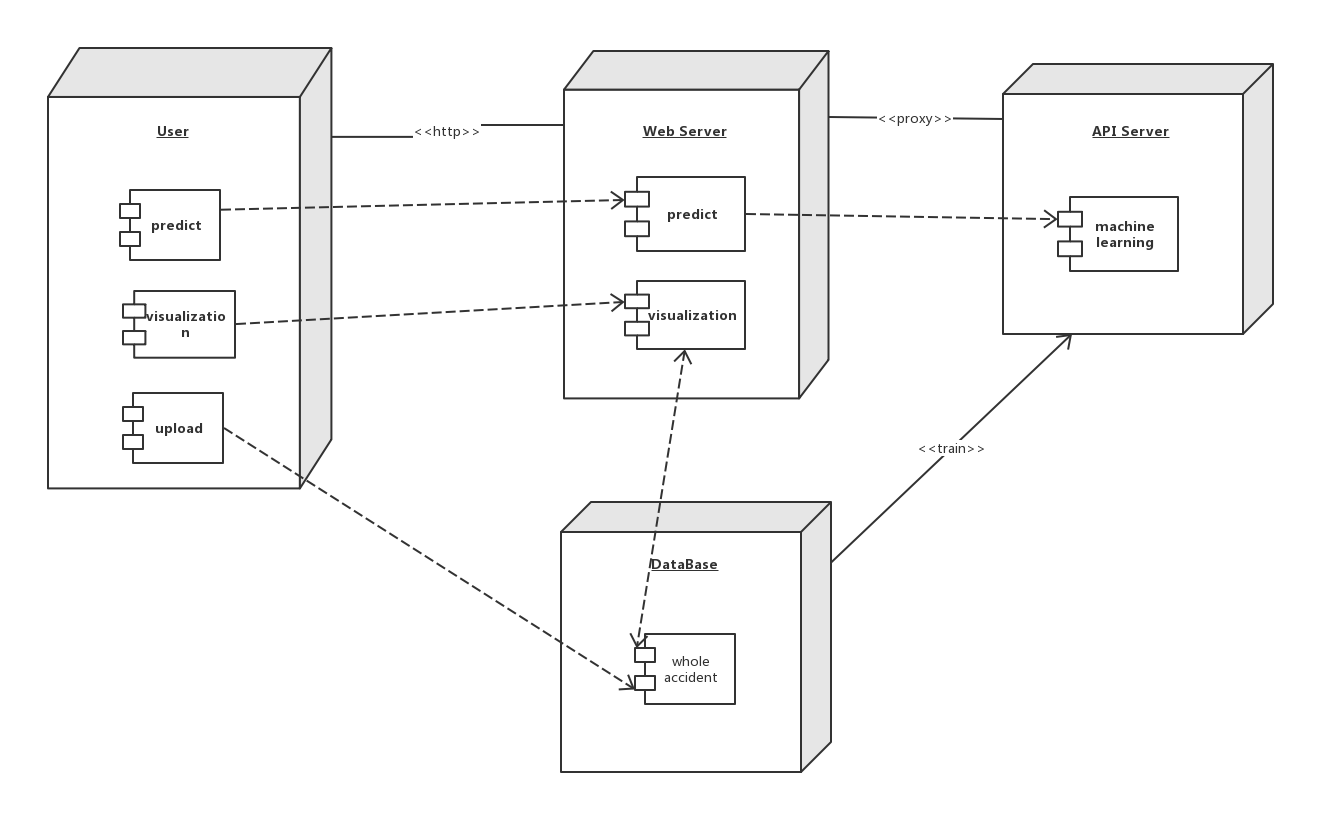 User
<<http>>
Web Server
<<proxy>>
API Server
predict
predict
machine
learning
visualizatio
n
visualization
upload
<<train>>
DataBase
whole
accident